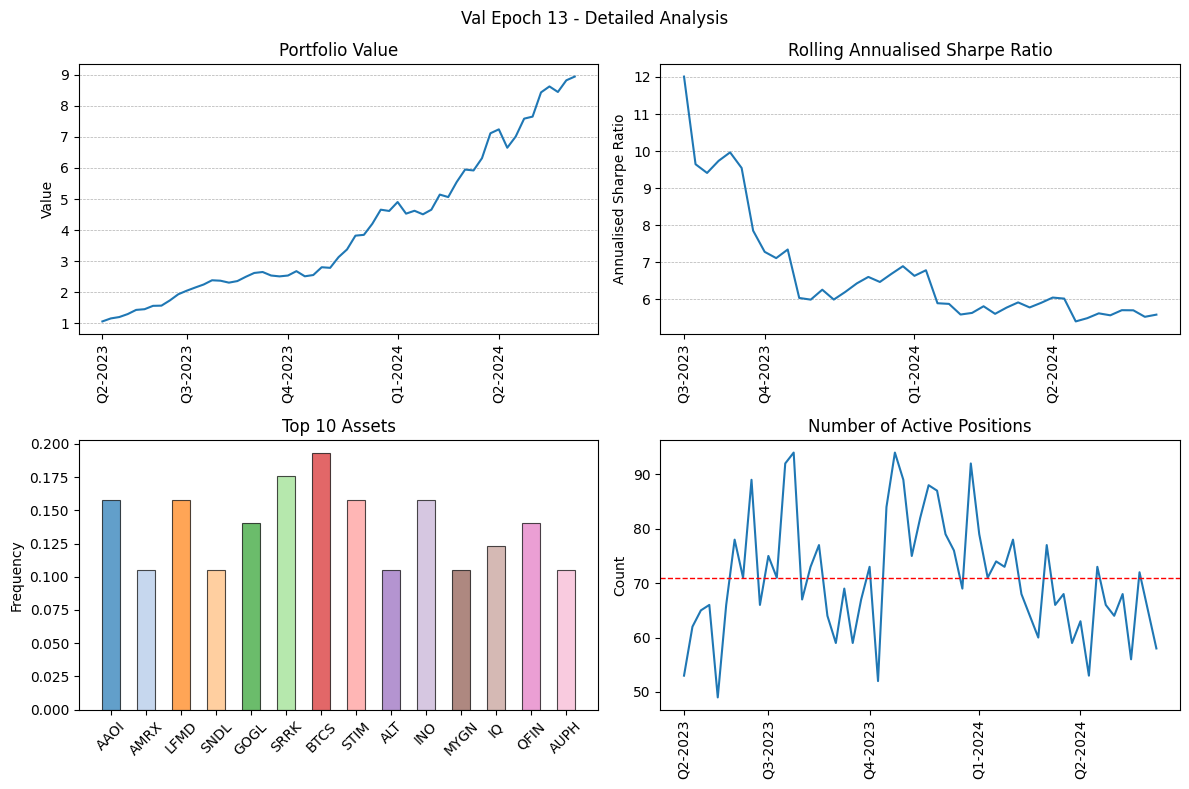 Val Epoch 13 - Detailed Analysis
Portfolio Value
Value
9
8
7
6
5
4
3
2
1
Q2-2023
Q3-2023
Q4-2023
Q1-2024
Q2-2024
Rolling Annualised Sharpe Ratio
Annualised Sharpe Ratio
12
11
10
9
8
7
6
Q3-2023
Q4-2023
Q1-2024
Q2-2024
Top 10 Assets
Frequency
0.200
0.175
0.150
0.125
0.100
0.075
0.050
0.025
0.000
AAOI
AMRX
LFMD
SNDL
GOGL
SRRK
BTCS
STIM
ALT
INO
MYGN
IQ
QFIN
AUPH
Number of Active Positions
Count
90
80
70
60
50
Q2-2023
Q3-2023
Q4-2023
Q1-2024
Q2-2024